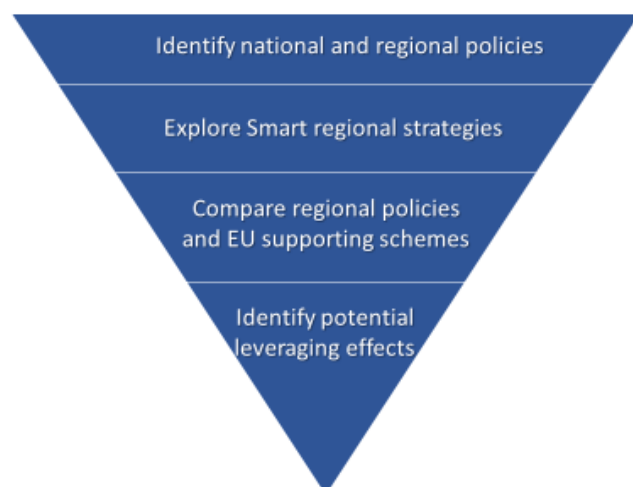 Identify national and regional policies
Explore Smart regional strategies
Compare regional policies
and EU supporting schemes
Identify potential
leveraging effects